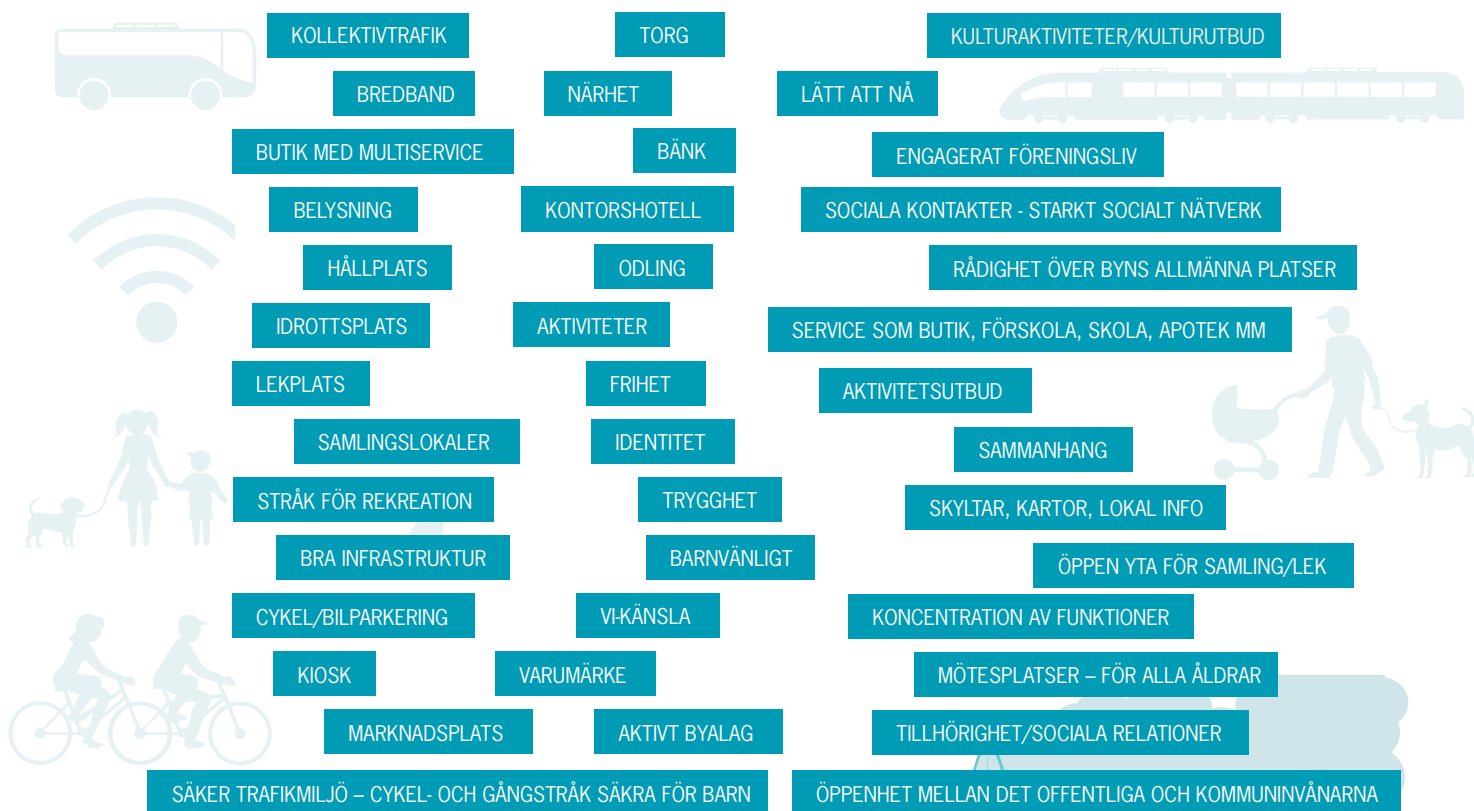 KOLLEKTIVTRAFIK
TORG
KULTURAKTIVITETER/KULTURUTBUD
BREDBAND
NÄRHET
LÄTT ATT NÅ
BUTIK MED MULTISERVICE
BÄNK
ENGAGERAT FÖRENINGSLIV
BELYSNING
KONTORSHOTELL
SOCIALA KONTAKTER - STARKT SOCIALT NÄTVERK
HÅLLPLATS
ODLING
RÅDIGHET ÖVER BYNS ALLMÄNNA PLATSER
IDROTTSPLATS
AKTIVITETER
SERVICE SOM BUTIK, FÖRSKOLA, SKOLA, APOTEK MM
LEKPLATS
FRIHET
AKTIVITETSUTBUD
SAMLINGSLOKALER
IDENTITET
SAMMANHANG
STRÅK FÖR REKREATION
TRYGGHET
SKYLTAR, KARTOR, LOKAL INFO
BRA INFRASTRUKTUR
BARNVÄNLIGT
ÖPPEN YTA FÖR SAMLING/LEK
CYKEL/BILPARKERING
VI-KÄNSLA
KONCENTRATION AV FUNKTIONER
KIOSK
VARUMÄRKE
MÖTESPLATSER – FÖR ALLA ÅLDRAR
MARKNADSPLATS
AKTIVT BYALAG
TILLHÖRIGHET/SOCIALA RELATIONER
SÄKER TRAFIKMILJÖ – CYKEL- OCH GÅNGSTRÅK SÄKRA FÖR BARN
ÖPPENHET MELLAN DET OFFENTLIGA OCH KOMMUNINVÅNARNA